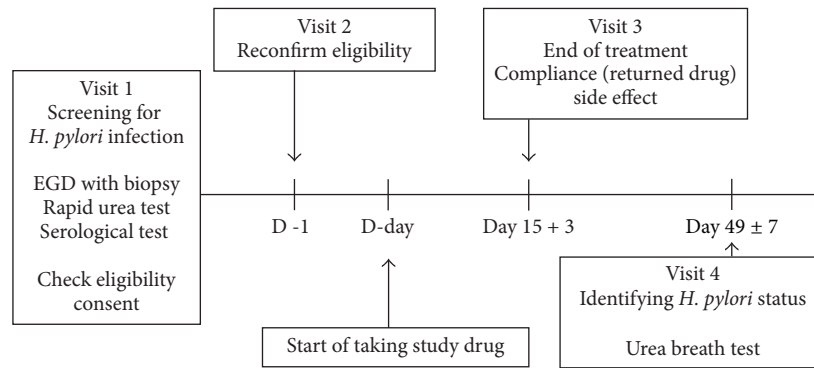 Visit 1
Screening for
H. pylori infection
EGD with biopsy
Rapid urea test
Serological test
Check eligibility
consent
Visit 2
Reconfirm eligibility
Visit 3
End of treatment
Compliance (returned drug)
side effect
D -1
D-day
Day 15 + 3
Day 49 ± 7
Start of taking study drug
Visit 4
Identifying H. pylori status
Urea breath test